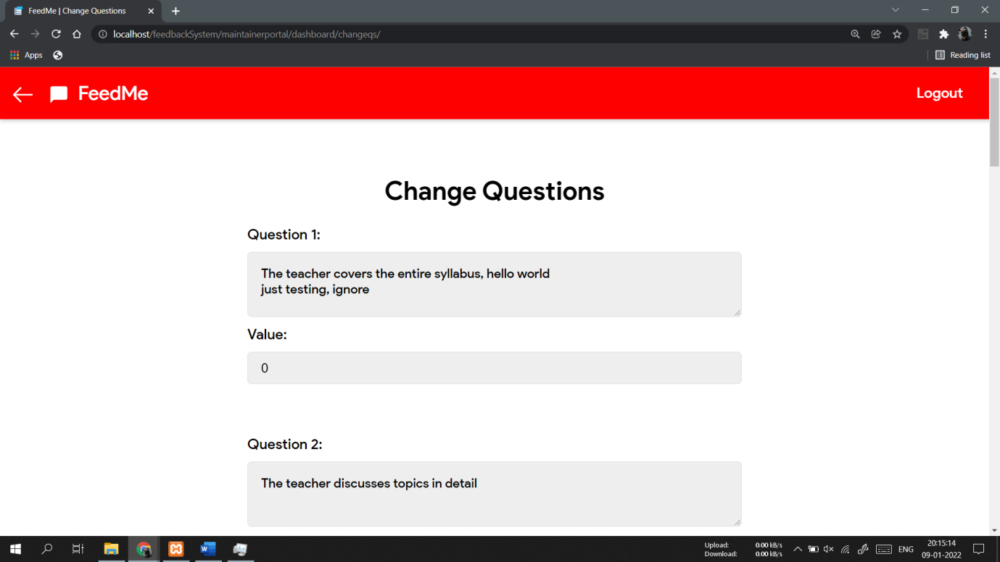 FeedMe | Change Questions
localhost/feedbackSystem/maintainerportal/dashboard/changeqs/
Apps
Reading list
FeedMe
Logout
Change Questions
Question 1:
The teacher covers the entire syllabus, hello world
just testing, ignore
Value:
0
Question 2:
The teacher discusses topics in detail
Upload: 0.00 kB/s
Download: 0.00 kB/s
ENG
20:15:14
09-01-2022